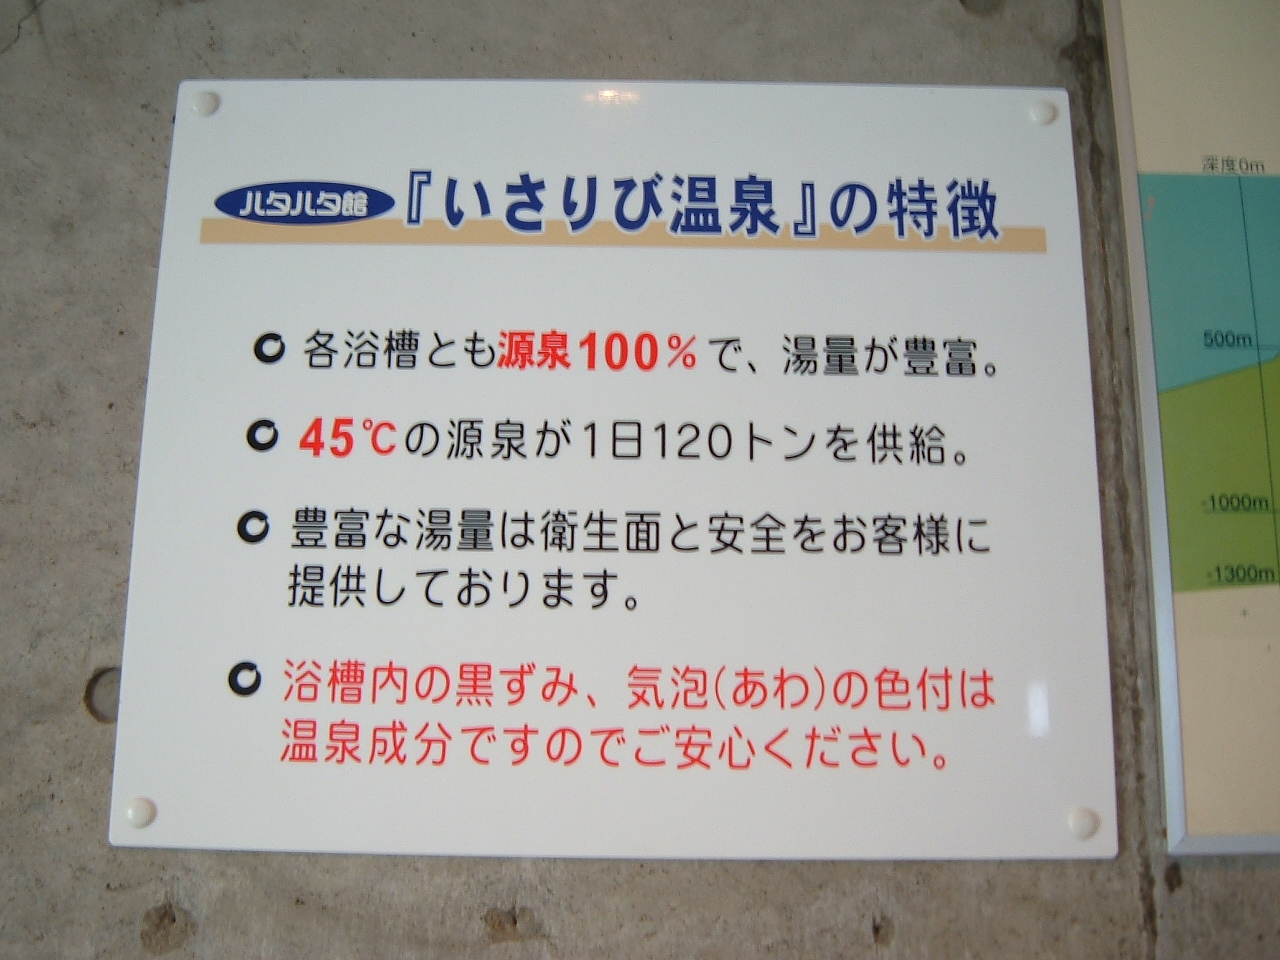 ハタハタ館『いさりび温泉』の特徴
各浴槽とも源泉100%で、湯量が豊富。
45℃の源泉が1日120トンを供給。
豊富な湯量は衛生面と安全をお客様に
提供しております。
浴槽内の黒ずみ、気泡(あわ)の色付は
温泉成分ですのでご安心ください。
深度0m
500m
-1000m
-1300m